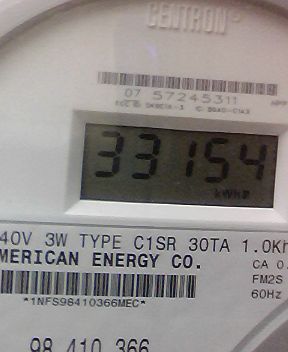 CENTRON
07 57245311
33154
kWh
40V 3W TYPE C1SR 30TA 1.0Kh
MERICAN ENERGY CO.
CA 0.
FM2S
60Hz
*1NFS98410366MEC*
98 410 366